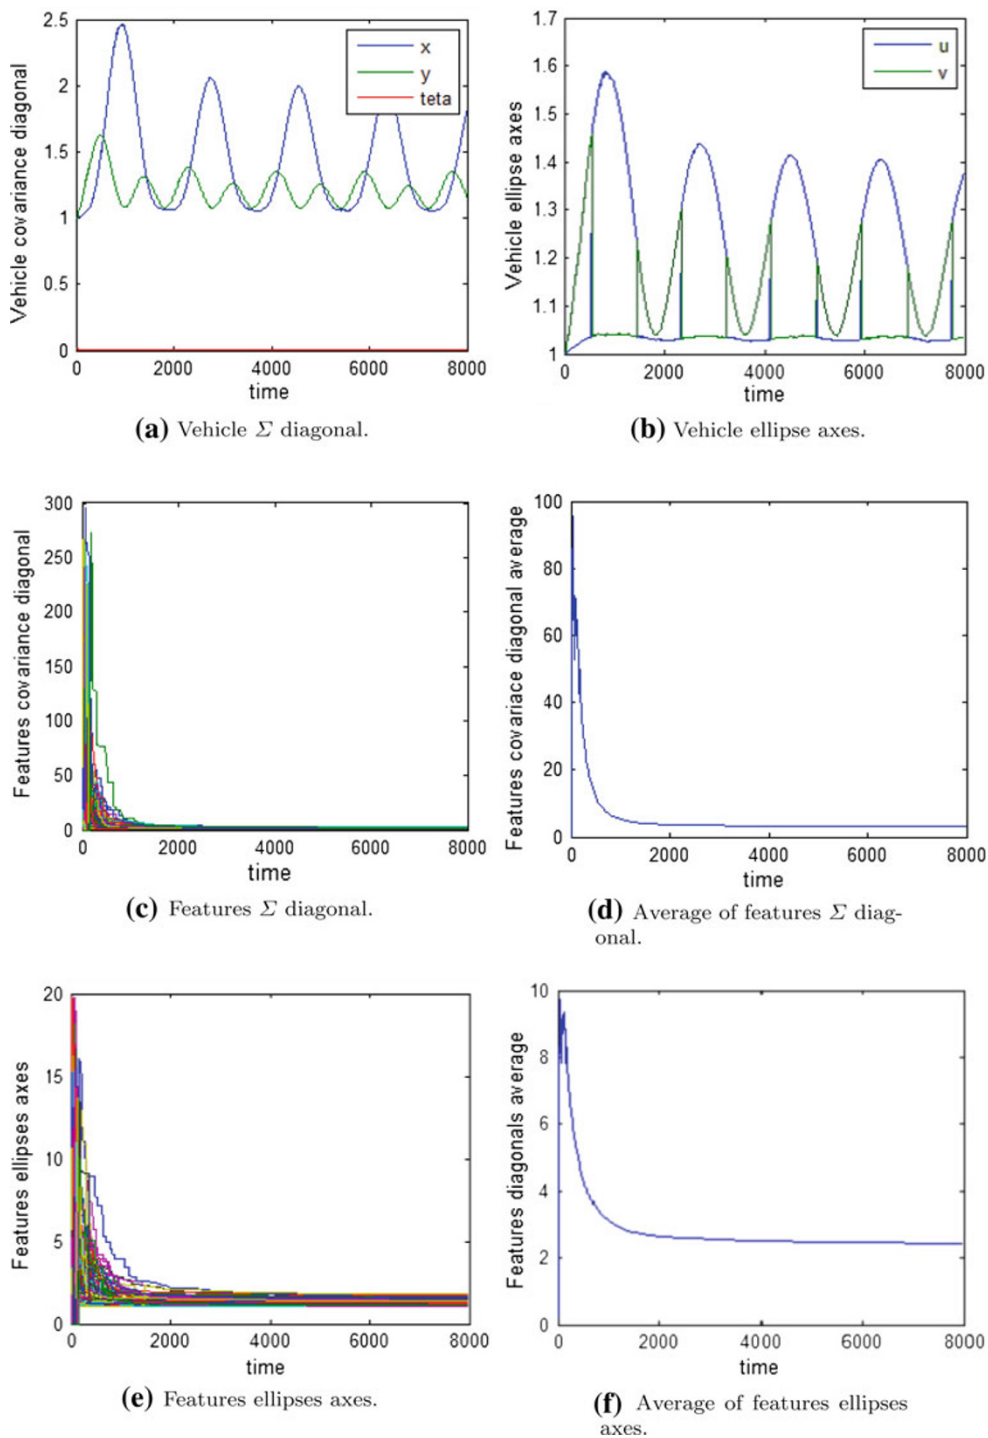 2.5
2
1.5
1
0.5
0
0 2000 4000 6000 8000
time
Vehicle covariance diagonal
x
y
teta
(a) Vehicle Σ diagonal.
1.7
1.6
1.5
1.4
1.3
1.2
1.1
1
0 2000 4000 6000 8000
time
Vehicle ellipse axes
u
v
(b) Vehicle ellipse axes.
300
250
200
150
100
50
0
0 2000 4000 6000 8000
time
Features covariance diagonal
(c) Features Σ diagonal.
100
80
60
40
20
0
0 2000 4000 6000 8000
time
Features covariace diagonal average
(d) Average of features Σ diag-
onal.
20
15
10
5
0
0 2000 4000 6000 8000
time
Features ellipses axes
(e) Features ellipses axes.
10
8
6
4
2
0
0 2000 4000 6000 8000
time
Features diagonals average
(f) Average of features ellipses
axes.